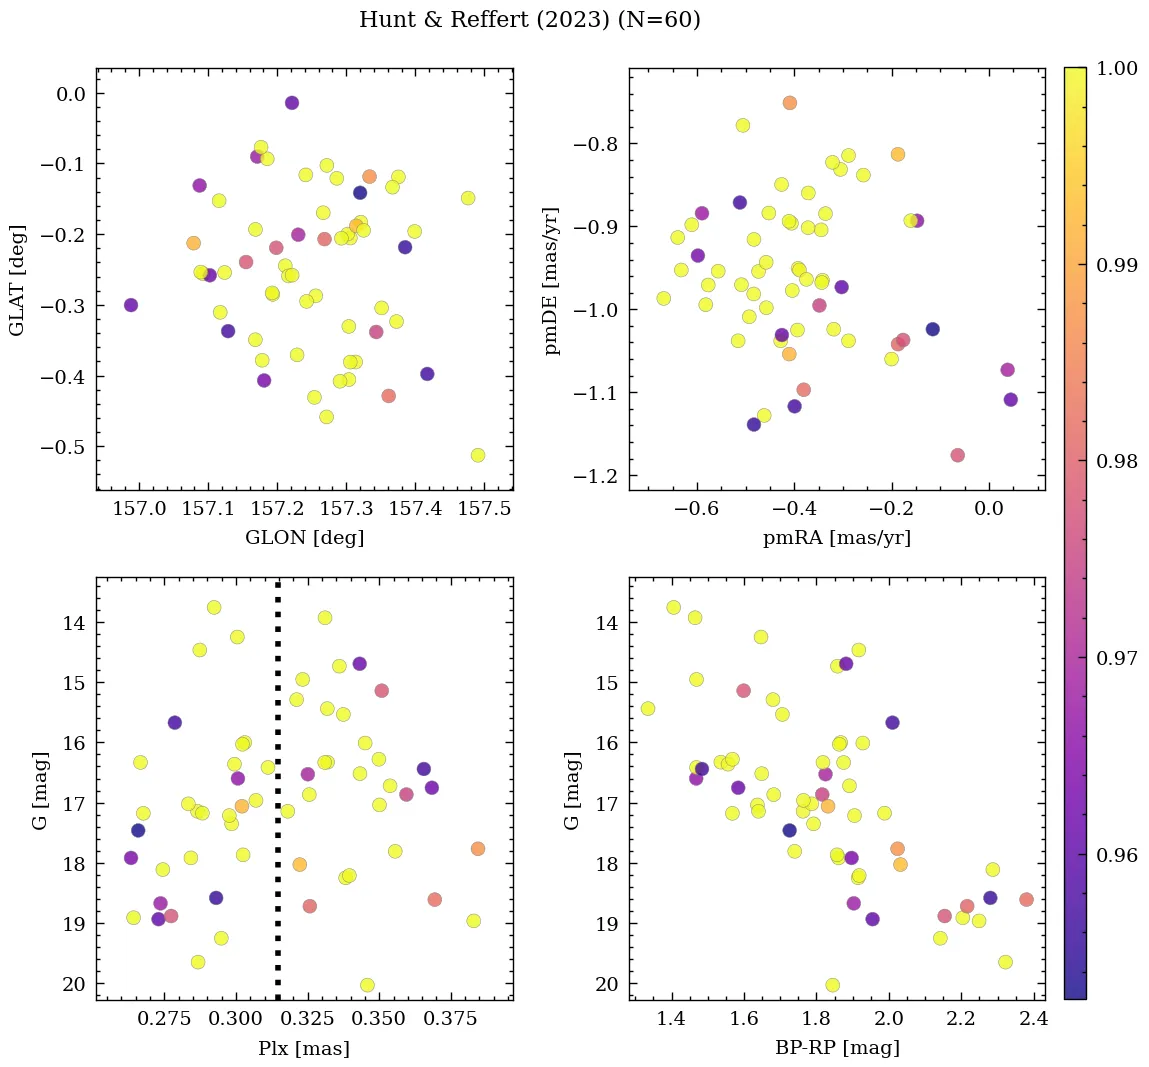 Hunt & Reffert (2023) (N=60)
0.0
−0.1
−0.2
−0.3
−0.4
−0.5
GLAT [deg]
157.0 157.1 157.2 157.3 157.4 157.5
GLON [deg]
−0.8
−0.9
−1.0
−1.1
−1.2
pmDE [mas/yr]
−0.6 −0.4 −0.2 0.0
pmRA [mas/yr]
14
15
16
17
18
19
20
G [mag]
0.275 0.300 0.325 0.350 0.375
Plx [mas]
14
15
16
17
18
19
20
G [mag]
1.4 1.6 1.8 2.0 2.2 2.4
BP-RP [mag]
1.00
0.99
0.98
0.97
0.96